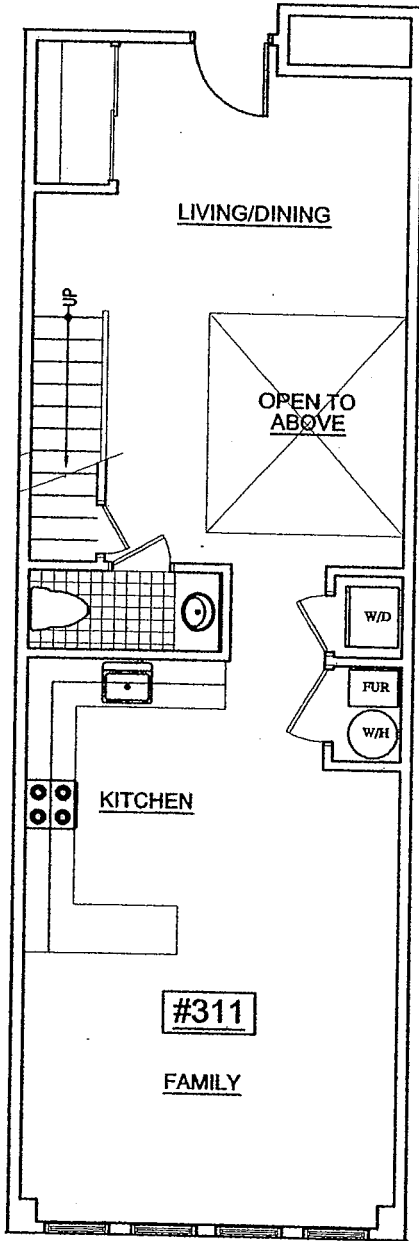 LIVING/DINING
UP
OPEN TO
ABOVE
W/D
FUR
W/H
KITCHEN
#311
FAMILY